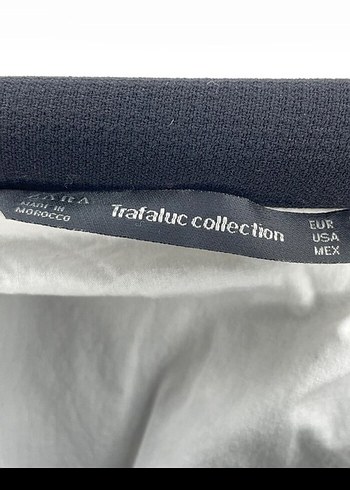 ZARA
MADE IN
MOROCCO
Trafaluc collection
EUR
USA
MEX